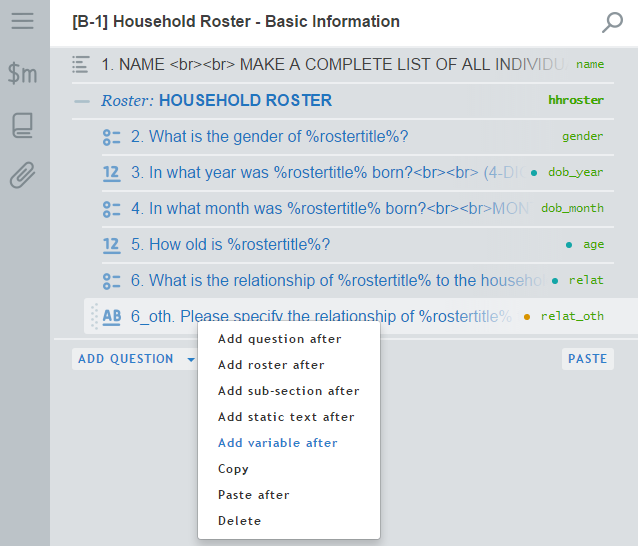 [B-1] Household Roster - Basic Information
$m
1. NAME <br><br> MAKE A COMPLETE LIST OF ALL INDIVIDU name
Roster: HOUSEHOLD ROSTER hhroster
2. What is the gender of %rostertitle%? gender
12 3. In what year was %rostertitle% born?<br><br> (4-DI dob_year
4. In what month was %rostertitle% born?<br><br>MON dob_month
12 5. How old is %rostertitle%? age
6. What is the relationship of %rostertitle% to the househo relat
AB 6_oth. Please specify the relationship of %rostertitle% relat_oth
ADD QUESTION PASTE
Add question after
Add roster after
Add sub-section after
Add static text after
Add variable after
Copy
Paste after
Delete